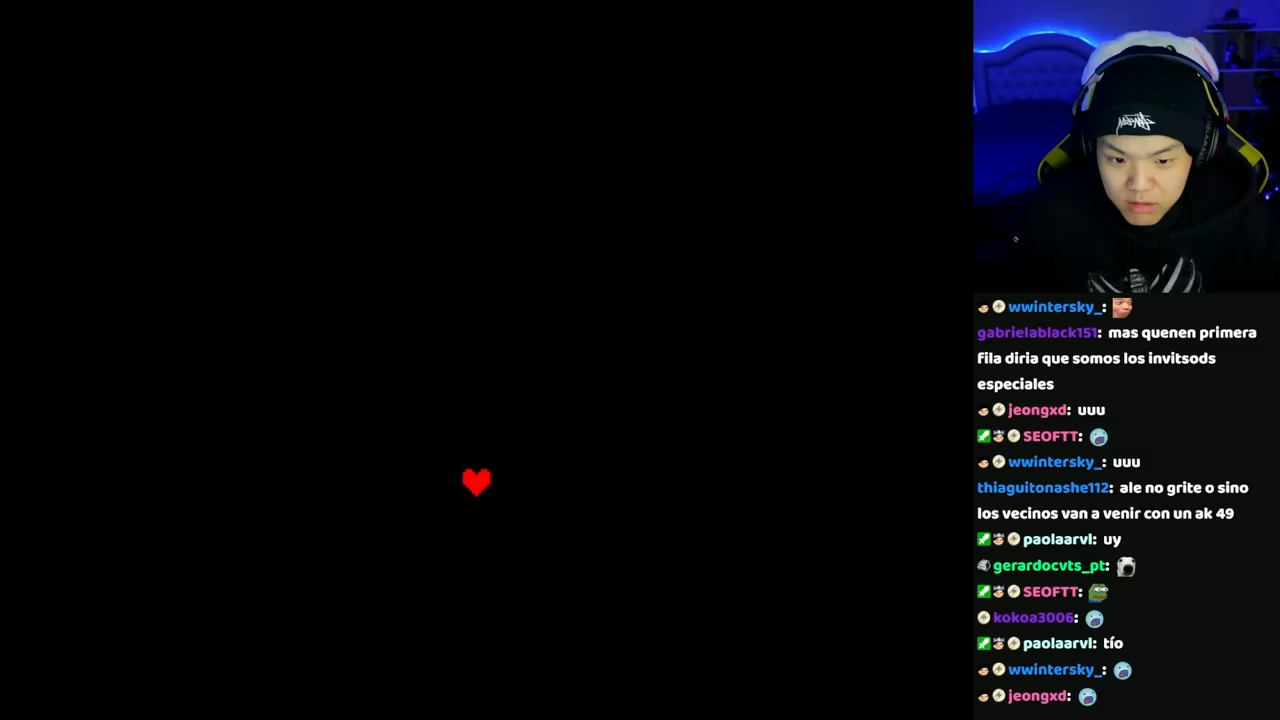 wwintersky_:
gabrielablack151: mas quenen primera
fila diria que somos los invitsods
especiales
jeongxd: uuu
SEOFTT:
wwintersky_: uuu
thiaguitonashe112: ale no grite o sino
los vecinos van a venir con un ak 49
paolaarvl: uy
gerardocvts_pt:
SEOFTT:
kokoa3006:
paolaarvl: tío
wwintersky_:
jeongxd: